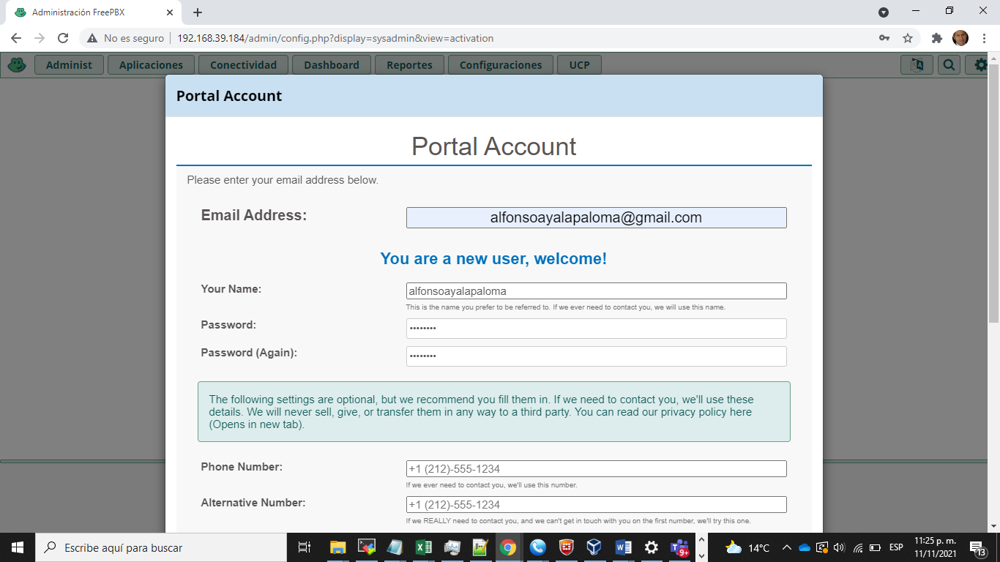 Administración FreePBX
No es seguro
192.168.39.184/admin/config.php?display=sysadmin&view=activation
Administ
Aplicaciones
Conectividad
Dashboard
Reportes
Configuraciones
UCP
Portal Account
Portal Account
Please enter your email address below.
Email Address:
alfonsoayalapaloma@gmail.com
You are a new user, welcome!
Your Name:
alfonsoayalapaloma
This is the name you prefer to be referred to. If we ever need to contact you, we will use this name.
Password:
••••••••
Password (Again):
••••••••
The following settings are optional, but we recommend you fill them in. If we need to contact you, we'll use these
details. We will never sell, give, or transfer them in any way to a third party. You can read our privacy policy here
(Opens in new tab).
Phone Number:
+1 (212)-555-1234
If we ever need to contact you, we'll use this number.
Alternative Number:
+1 (212)-555-1234
If we REALLY need to contact you, and we can't get in touch with you on the first number, we'll try this one.
Escribe aquí para buscar
9+
14°C
ESP
11:25 p. m.
11/11/2021
13